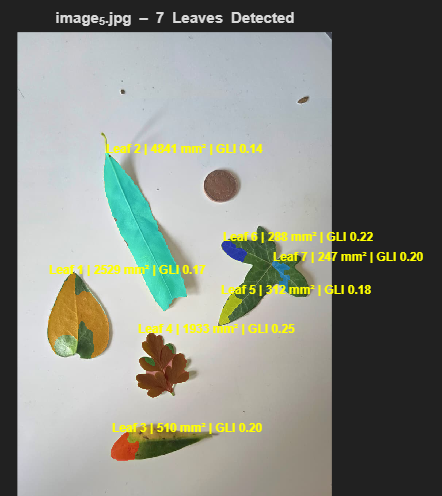 image₅.jpg – 7 Leaves Detected
Leaf 2 | 4841 mm² | GLI 0.14
Leaf 6 | 288 mm² | GLI 0.22
Leaf 7 | 247 mm² | GLI 0.20
Leaf 1 | 2528 mm² | GLI 0.17
Leaf 5 | 312 mm² | GLI 0.18
Leaf 4 | 1933 mm² | GLI 0.25
Leaf 3 | 510 mm² | GLI 0.20